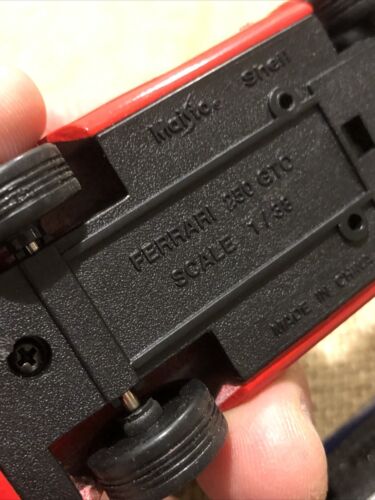 Maisto Shell
FERRARI 250 GTO
SCALE 1/38
MADE IN CHINA